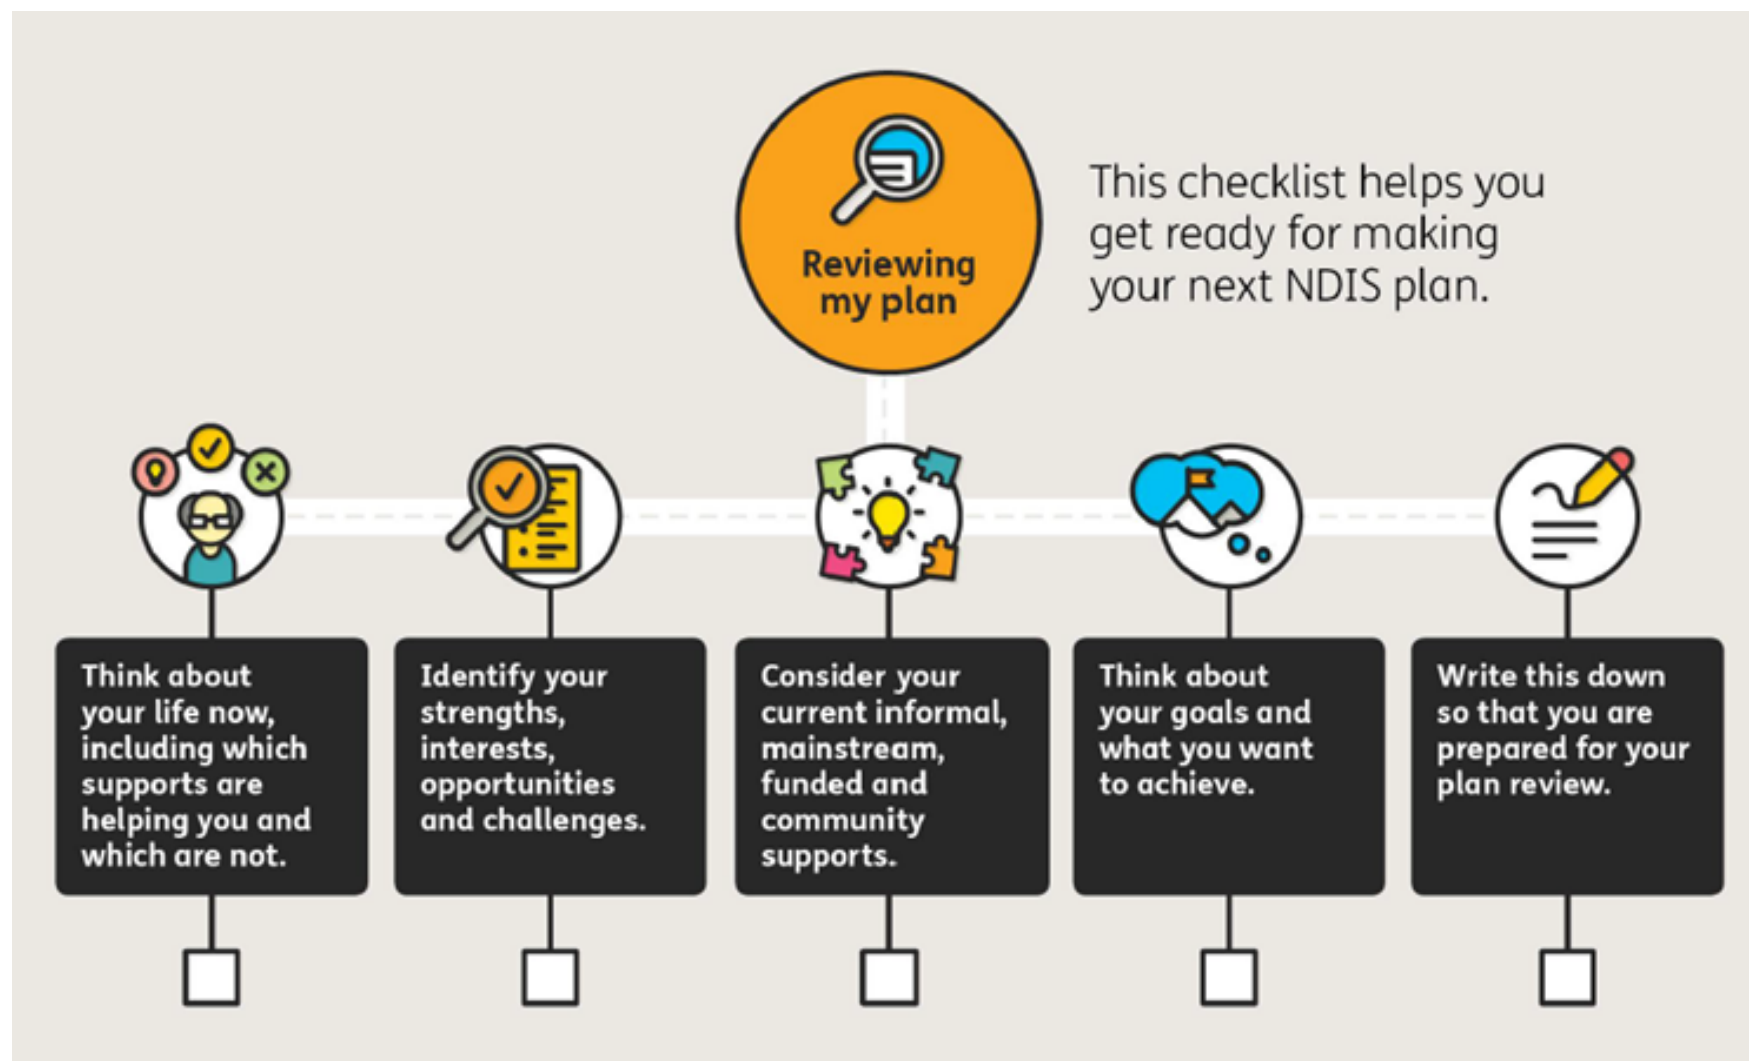 Reviewing
my plan
This checklist helps you
get ready for making
your next NDIS plan.
Think about
your life now,
including which
supports are
helping you and
which are not.
Identify your
strengths,
interests,
opportunities
and challenges.
Consider your
current informal,
mainstream,
funded and
community
supports.
Think about
your goals and
what you want
to achieve.
Write this down
so that you are
prepared for your
plan review.